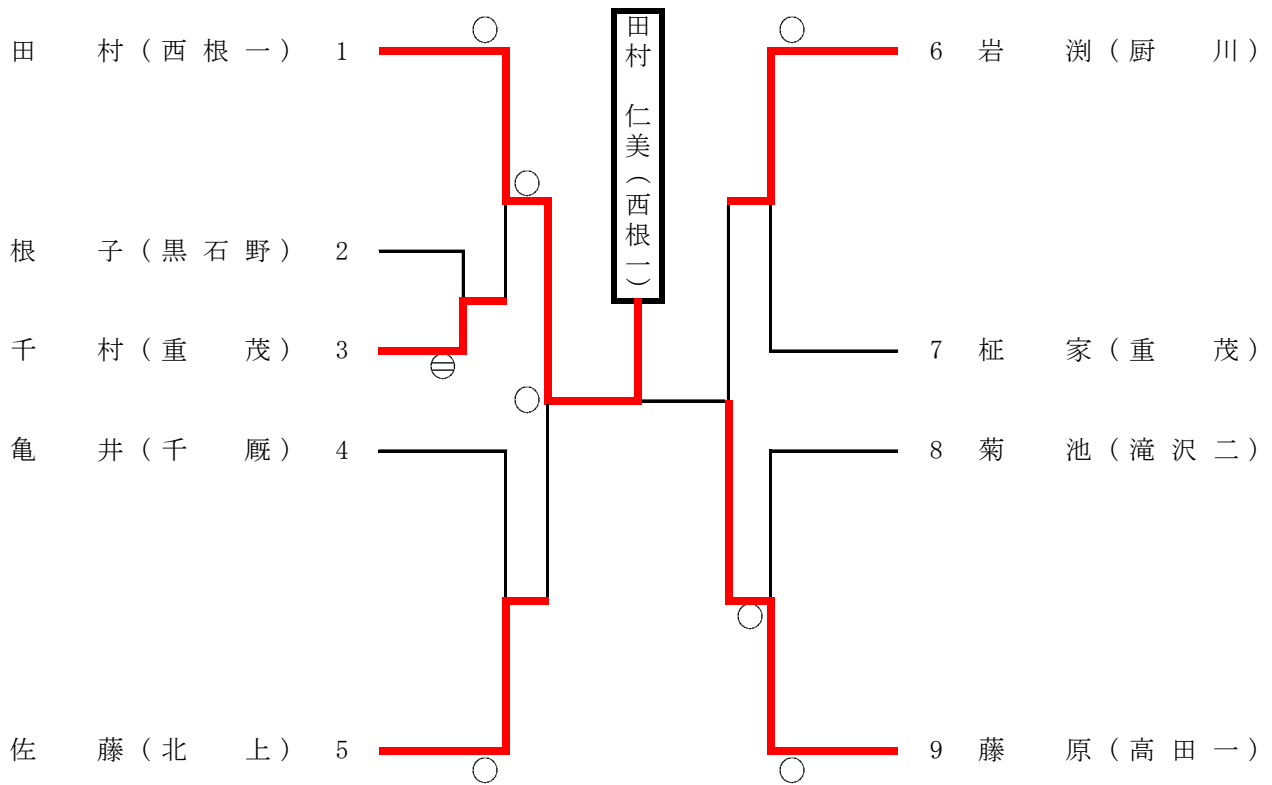 田村(西根一) 1
根子(黒石野) 2
千村(重茂) 3
亀井(千厩) 4
佐藤(北上) 5
田村 仁美(西根一)
6 岩渕(厨川)
7 柾家(重茂)
8 菊池(滝沢二)
9 藤原(高田一)